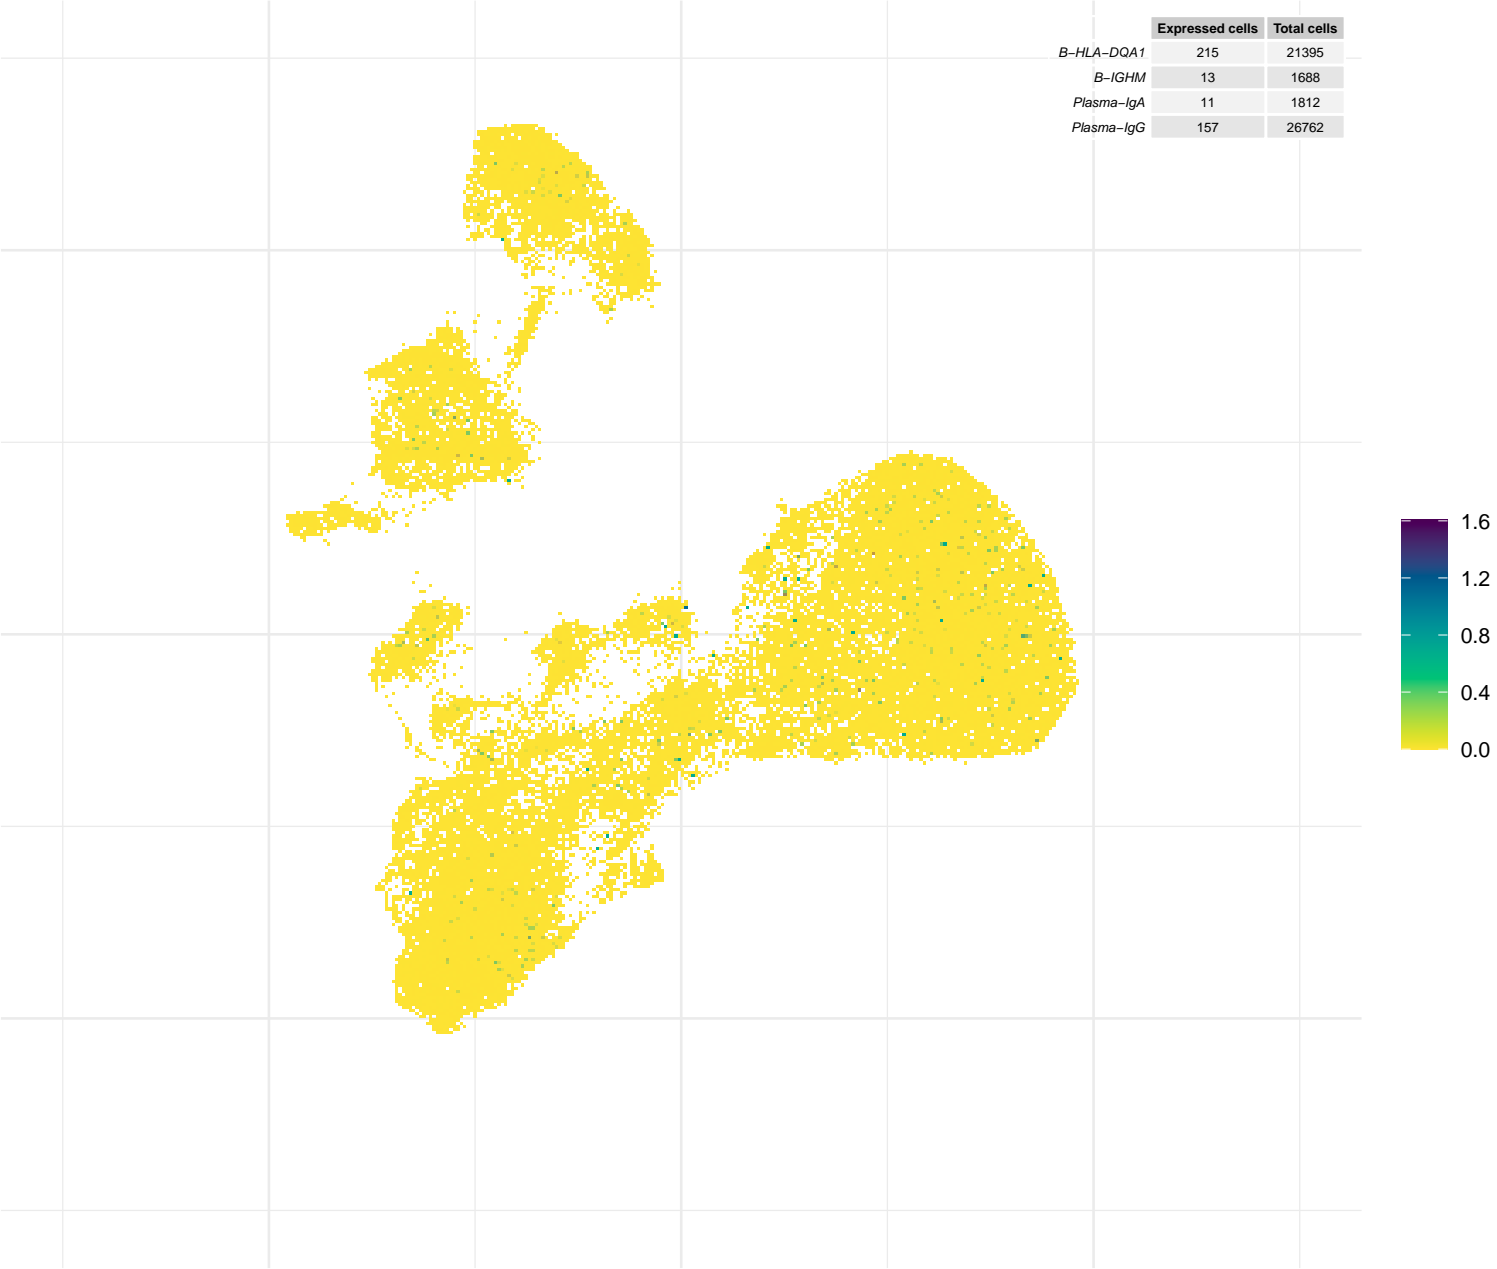 Expressed cells Total cells
B−HLA−DQA1 215 21395
B−IGHM 13 1688
Plasma−IgA 11 1812
Plasma−IgG 157 26762
1.6
1.2
0.8
0.4
0.0